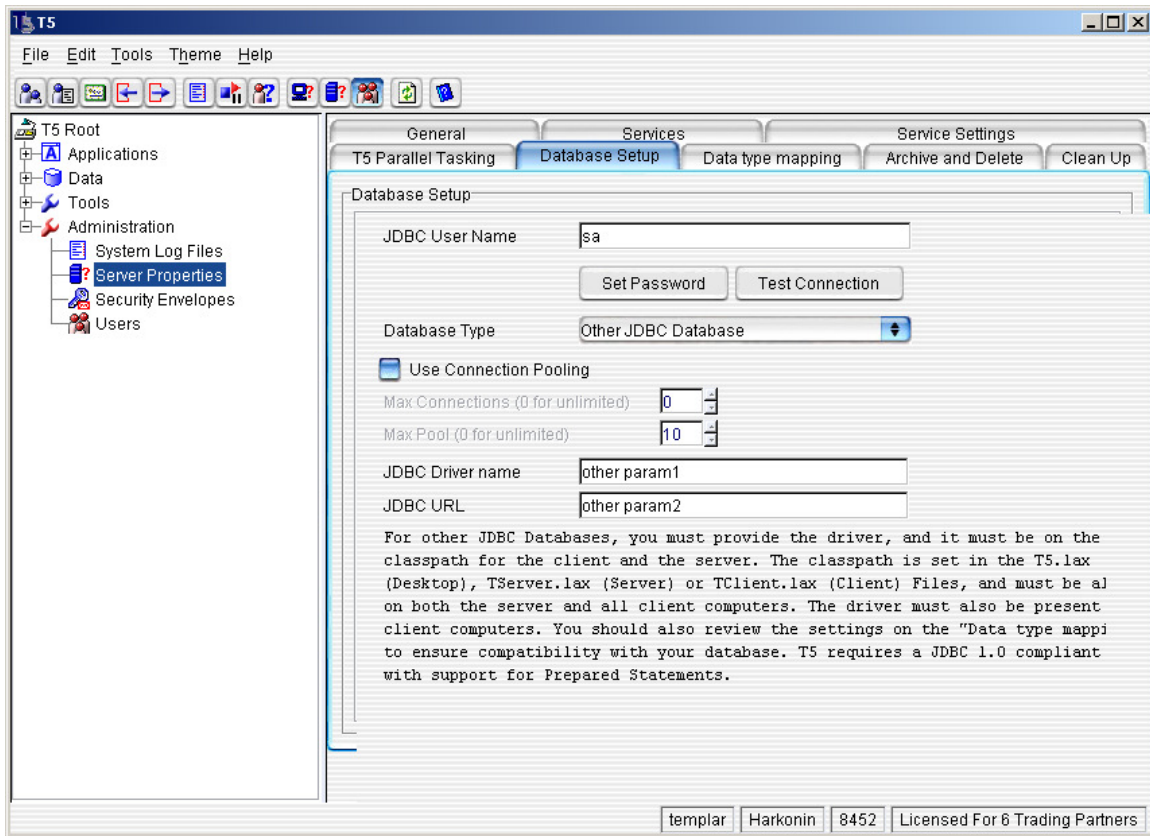 T5
File Edit Tools Theme Help
T5 Root
Applications
Data
Tools
Administration
System Log Files
Server Properties
Security Envelopes
Users
General Services Service Settings
T5 Parallel Tasking Database Setup Data type mapping Archive and Delete Clean Up
Database Setup
JDBC User Name sa
Set Password Test Connection
Database Type Other JDBC Database
Use Connection Pooling
Max Connections (0 for unlimited) 0
Max Pool (0 for unlimited) 10
JDBC Driver name other param1
JDBC URL other param2
For other JDBC Databases, you must provide the driver, and it must be on the
classpath for the client and the server. The classpath is set in the T5.lax
(Desktop), TServer.lax (Server) or TClient.lax (Client) Files, and must be
on both the server and all client computers. The driver must also be present
client computers. You should also review the settings on the "Data type mappi
to ensure compatibility with your database. T5 requires a JDBC 1.0 compliant
with support for Prepared Statements.
templar Harkonin 8452 Licensed For 6 Trading Partners